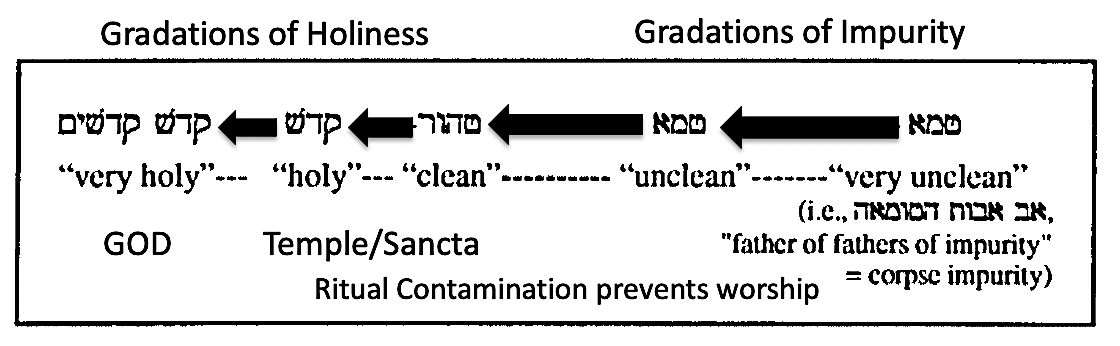 Gradations of Holiness Gradations of Impurity
קדש קדשים קדש טהור טמא טמא
“very holy”--- “holy”--- “clean”---------- “unclean”-------“very unclean”
(i.e., אב אבות הטומאה,
GOD Temple/Sancta "father of fathers of impurity"
Ritual Contamination prevents worship = corpse impurity)